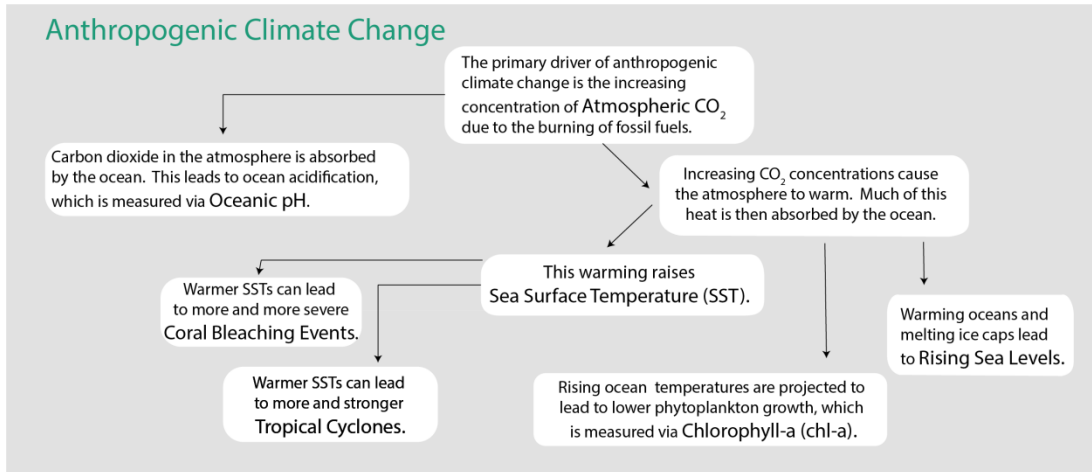 Anthropogenic Climate Change
The primary driver of anthropogenic
climate change is the increasing
concentration of Atmospheric CO₂
due to the burning of fossil fuels.
Carbon dioxide in the atmosphere is absorbed
by the ocean. This leads to ocean acidification,
which is measured via Oceanic pH.
Increasing CO₂ concentrations cause
the atmosphere to warm. Much of this
heat is then absorbed by the ocean.
This warming raises
Sea Surface Temperature (SST).
Warmer SSTs can lead
to more and more severe
Coral Bleaching Events.
Warmer SSTs can lead
to more and stronger
Tropical Cyclones.
Rising ocean temperatures are projected to
lead to lower phytoplankton growth, which
is measured via Chlorophyll-a (chl-a).
Warming oceans and
melting ice caps lead
to Rising Sea Levels.